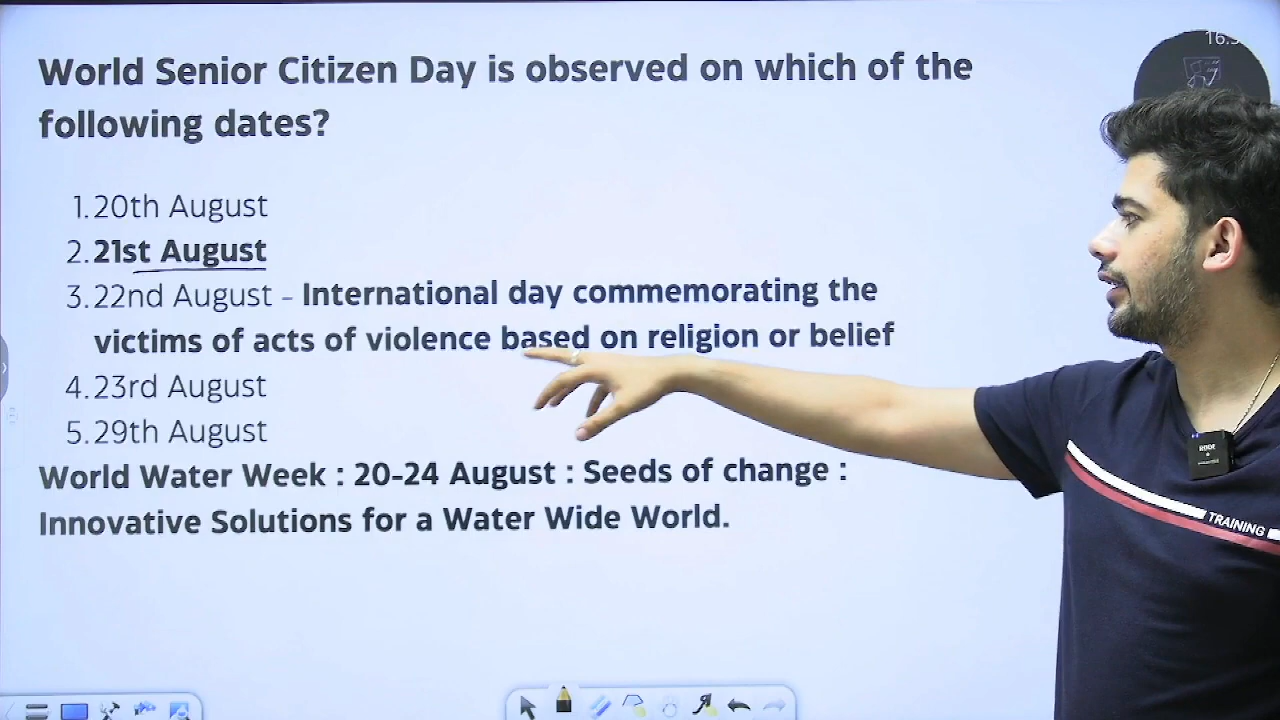 World Senior Citizen Day is observed on which of the
following dates?
1. 20th August
2. 21st August
3. 22nd August - International day commemorating the
victims of acts of violence based on religion or belief
4. 23rd August
5. 29th August
World Water Week : 20-24 August : Seeds of change :
Innovative Solutions for a Water Wide World.
TRAINING
RØDE